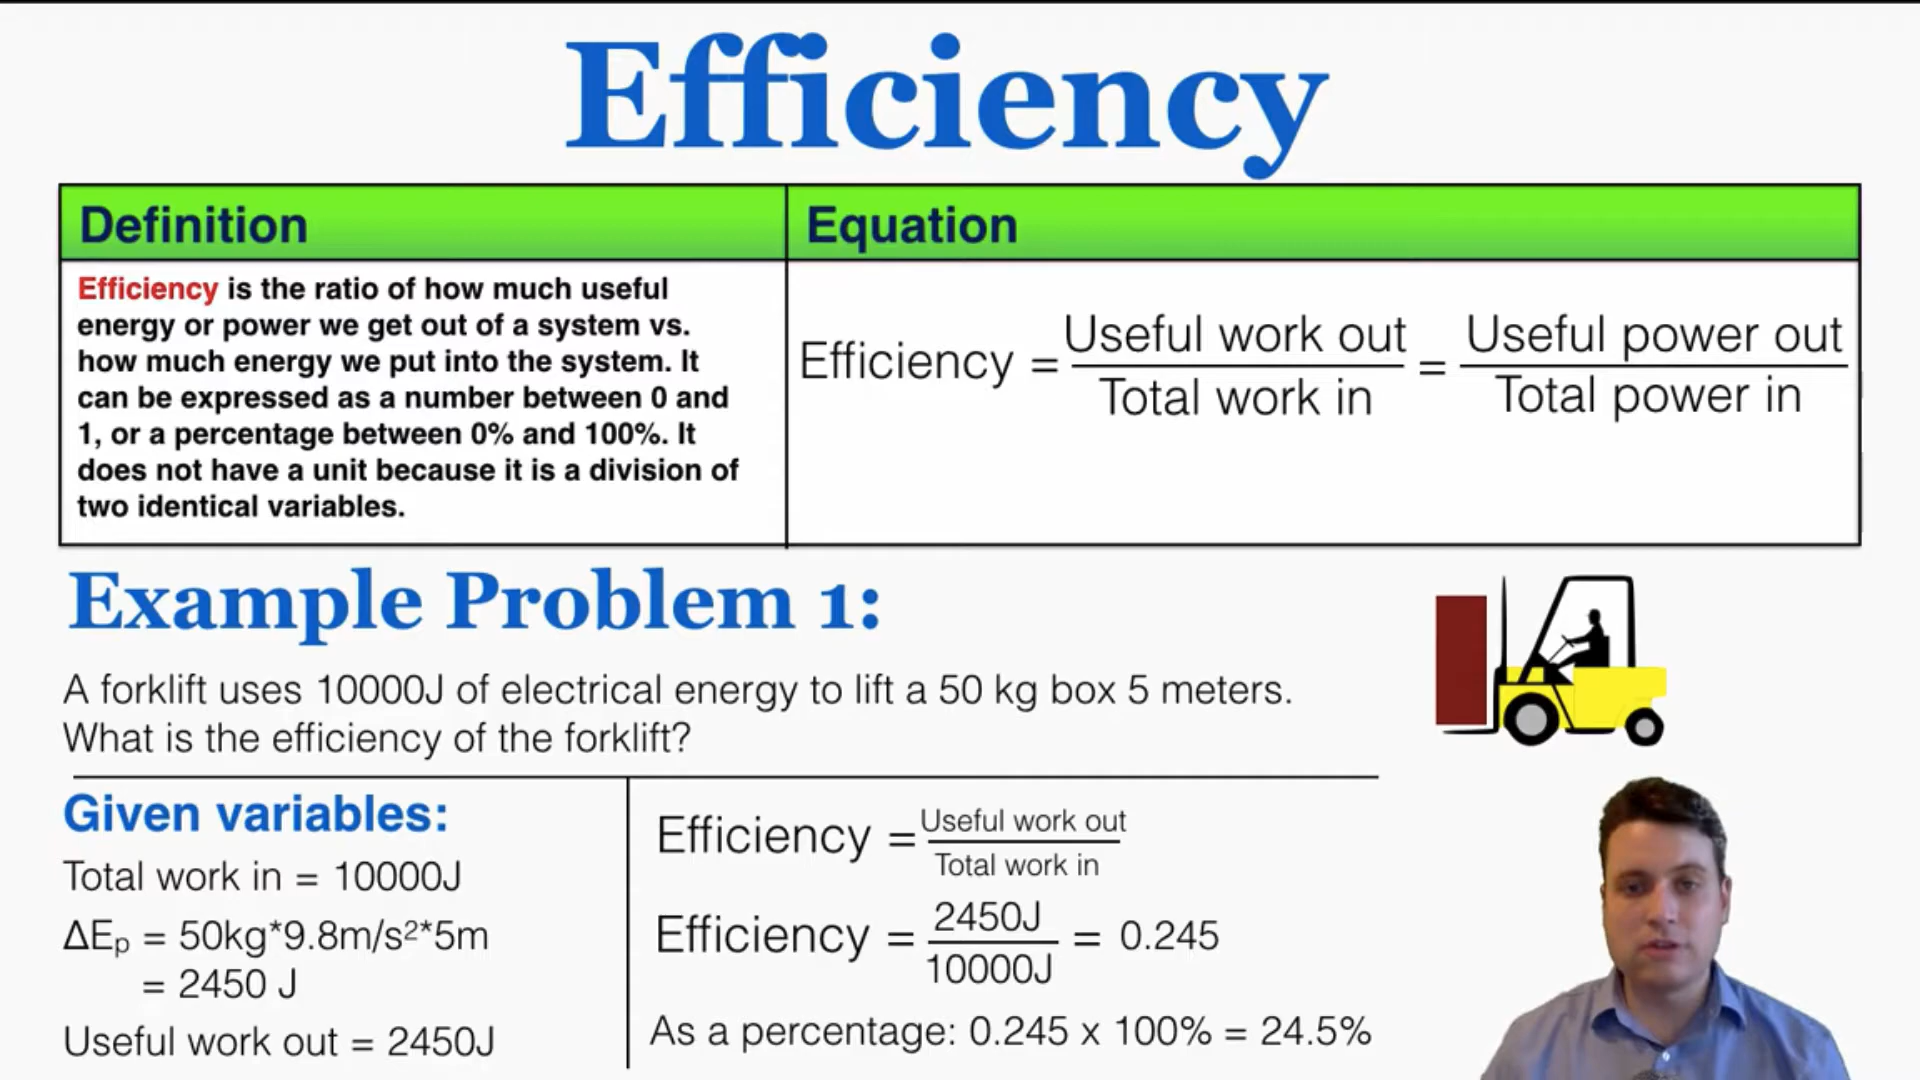 Efficiency
Definition
Equation
Efficiency is the ratio of how much useful
energy or power we get out of a system vs.
how much energy we put into the system. It
can be expressed as a number between 0 and
1, or a percentage between 0% and 100%. It
does not have a unit because it is a division of
two identical variables.
Efficiency = Useful work out / Total work in = Useful power out / Total power in
Example Problem 1:
A forklift uses 10000J of electrical energy to lift a 50 kg box 5 meters.
What is the efficiency of the forklift?
Given variables:
Total work in = 10000J
ΔEₚ = 50kg*9.8m/s²*5m
= 2450 J
Useful work out = 2450J
Efficiency = Useful work out / Total work in
Efficiency = 2450J / 10000J = 0.245
As a percentage: 0.245 x 100% = 24.5%